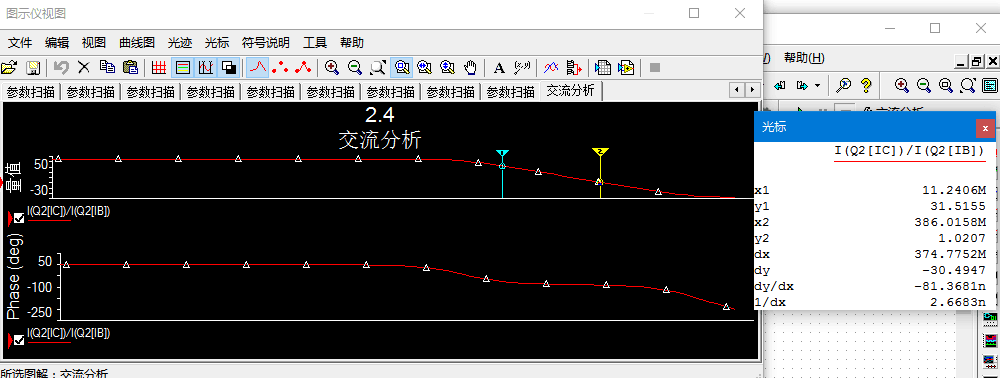 图示仪视图
文件 编辑 视图 曲线图 光迹 光标 符号说明 工具 帮助
帮助(H)
参数扫描 参数扫描 参数扫描 参数扫描 参数扫描 参数扫描 参数扫描 参数扫描 参数扫描 交流分析
交流分析
2.4
交流分析
量值
50
-30
I(Q2[IC])/I(Q2[IB])
Phase (deg)
50
-100
-250
I(Q2[IC])/I(Q2[IB])
所选图解：交流分析
光标 x
I(Q2[IC])/I(Q2[IB])
x1 11.2406M
y1 31.5155
x2 386.0158M
y2 1.0207
dx 374.7752M
dy -30.4947
dy/dx -81.3681n
1/dx 2.6683n